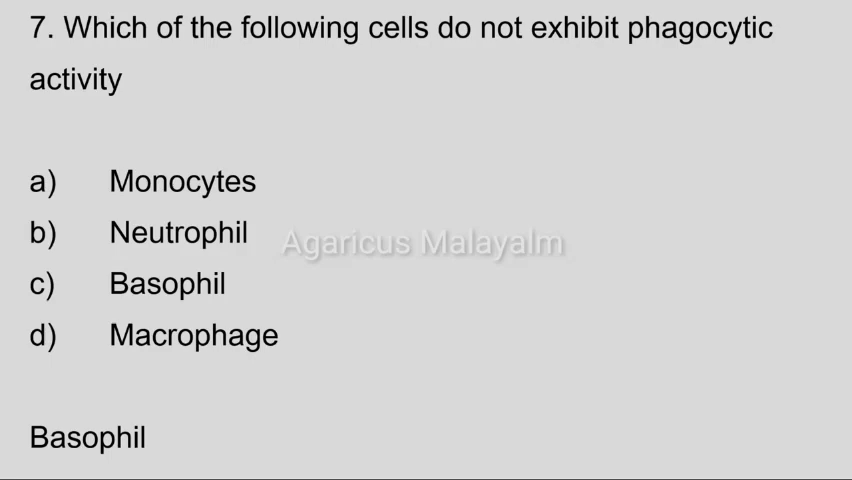 7. Which of the following cells do not exhibit phagocytic
activity
a) Monocytes
b) Neutrophil
Agaricus Malayalm
c) Basophil
d) Macrophage
Basophil